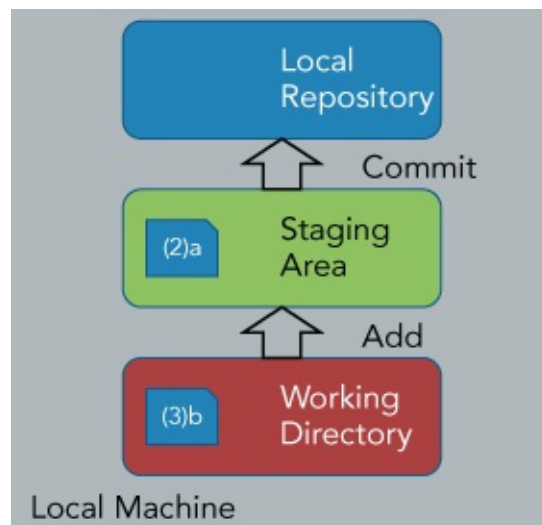 Local
Repository
Commit
(2)a
Staging
Area
Add
(3)b
Working
Directory
Local Machine